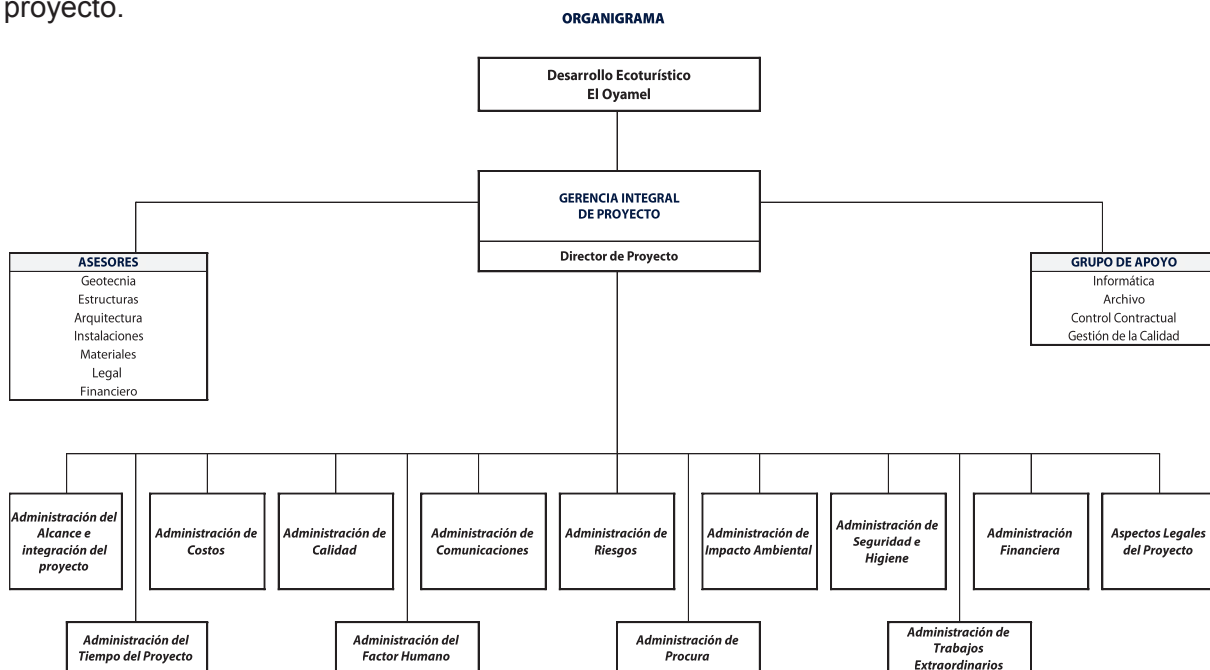 proyecto.
ORGANIGRAMA
Desarrollo Ecoturístico
El Oyamel
GERENCIA INTEGRAL
DE PROYECTO
Director de Proyecto
ASESORES
Geotecnia
Estructuras
Arquitectura
Instalaciones
Materiales
Legal
Financiero
GRUPO DE APOYO
Informática
Archivo
Control Contractual
Gestión de la Calidad
Administración del
Alcance e
integración del
proyecto
Administración de
Costos
Administración de
Calidad
Administración de
Comunicaciones
Administración de
Riesgos
Administración de
Impacto Ambiental
Administración de
Seguridad e
Higiene
Administración
Financiera
Aspectos Legales
del Proyecto
Administración del
Tiempo del Proyecto
Administración del
Factor Humano
Administración de
Procura
Administración de
Trabajos
Extraordinarios